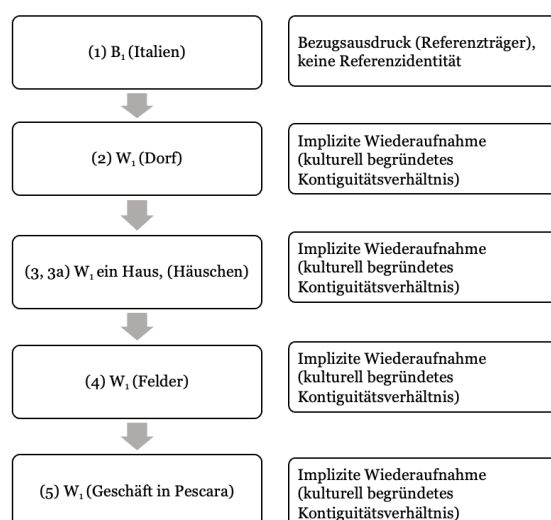 (1) B₁ (Italien)
Bezugsausdruck (Referenzträger),
keine Referenzidentität
(2) W₁ (Dorf)
Implizite Wiederaufnahme
(kulturell begründetes
Kontiguitätsverhältnis)
(3, 3a) W₁ ein Haus, (Häuschen)
Implizite Wiederaufnahme
(kulturell begründetes
Kontiguitätsverhältnis)
(4) W₁ (Felder)
Implizite Wiederaufnahme
(kulturell begründetes
Kontiguitätsverhältnis)
(5) W₁ (Geschäft in Pescara)
Implizite Wiederaufnahme
(kulturell begründetes
Kontiguitätsverhältnis)